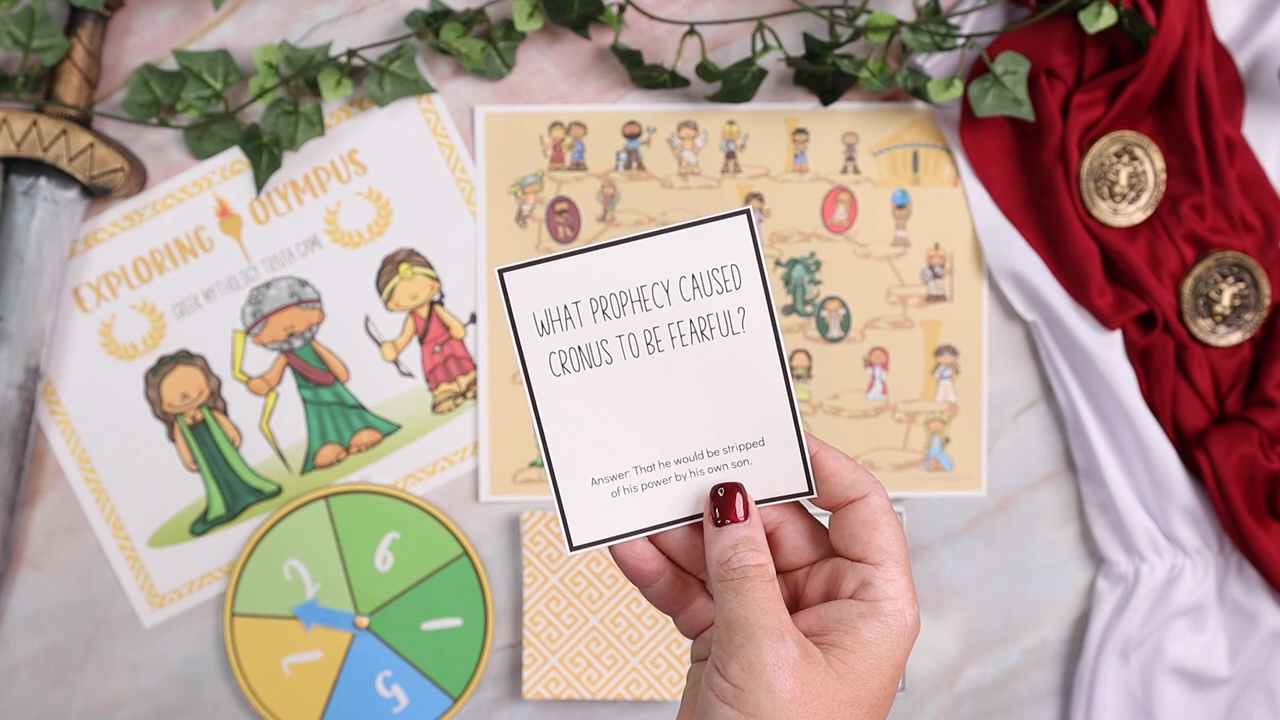 EXPLORING OLYMPUS
GREEK MYTHOLOGY TRIVIA GAME
WHAT PROPHECY CAUSED
CRONUS TO BE FEARFUL?
Answer: That he would be stripped
of his power by his own son.
2
6
1
5
1